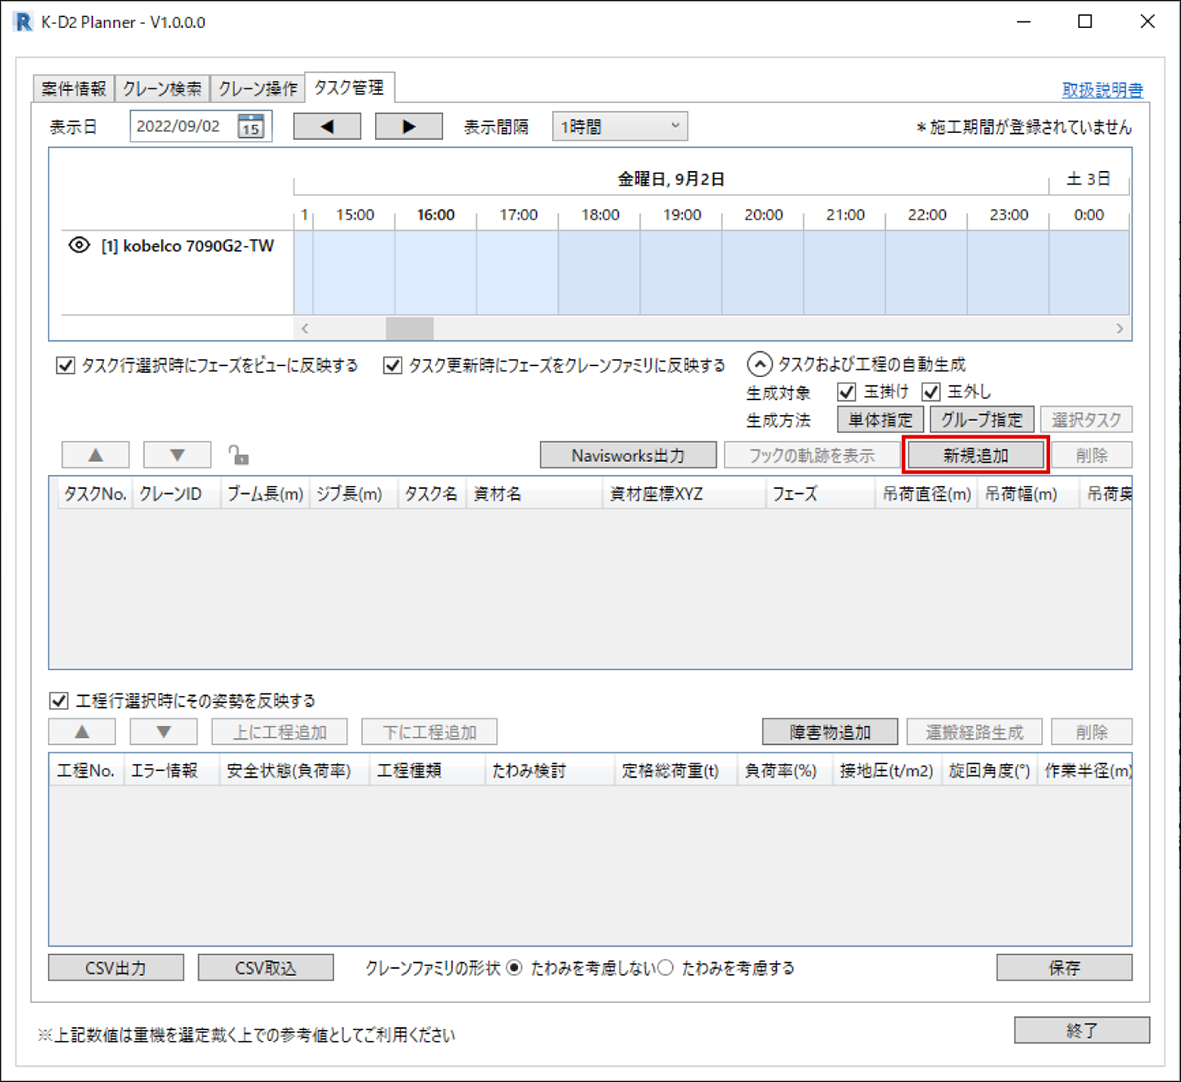 K-D2 Planner - V1.0.0.0
案件情報 クレーン検索 クレーン操作 タスク管理 取扱説明書
表示日 2022/09/02 15 ◀ ▶ 表示間隔 1時間 *施工期間が登録されていません
金曜日, 9月2日 土 3日
1 15:00 16:00 17:00 18:00 19:00 20:00 21:00 22:00 23:00 0:00
[1] kobelco 7090G2-TW
タスク行選択時にフェーズをビューに反映する タスク更新時にフェーズをクレーンファミリに反映する タスクおよび工程の自動生成
生成対象 玉掛け 玉外し
生成方法 単体指定 グループ指定 選択タスク
▲ ▼ Navisworks出力 フックの軌跡を表示 新規追加 削除
タスクNo. クレーンID ブーム長(m) ジブ長(m) タスク名 資材名 資材座標XYZ フェーズ 吊荷直径(m) 吊荷幅(m) 吊荷奥
工程行選択時にその姿勢を反映する
▲ ▼ 上に工程追加 下に工程追加 障害物追加 運搬経路生成 削除
工程No. エラー情報 安全状態(負荷率) 工程種類 たわみ検討 定格総荷重(t) 負荷率(%) 接地圧(t/m2) 旋回角度(°) 作業半径(m)
CSV出力 CSV取込 クレーンファミリの形状 たわみを考慮しない たわみを考慮する 保存
※上記数値は重機を選定戴く上での参考値としてご利用ください
終了